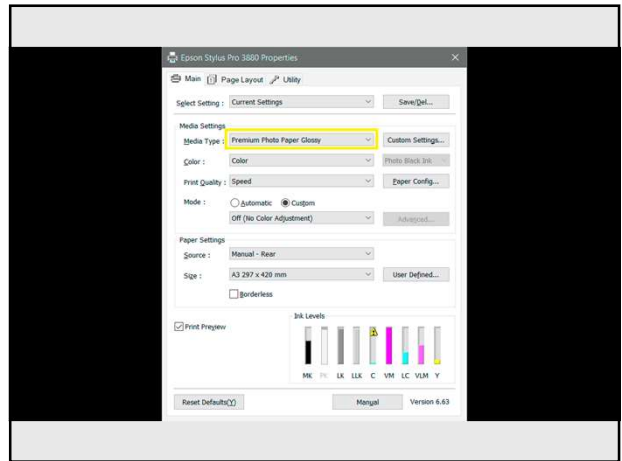 Epson Stylus Pro 3880 Properties
Main Page Layout Utility
Select Setting : Current Settings Save/Del...
Media Settings
Media Type : Premium Photo Paper Glossy Custom Settings...
Color : Color Photo Black Ink
Print Quality : Speed Paper Config...
Mode : Automatic Custom
Off (No Color Adjustment) Advanced...
Paper Settings
Source : Manual - Rear
Size : A3 297 x 420 mm User Defined...
Borderless
Print Preview
Ink Levels
MK PK LK LLK C VM LC VLM Y
Reset Defaults(Y) Manual Version 6.63